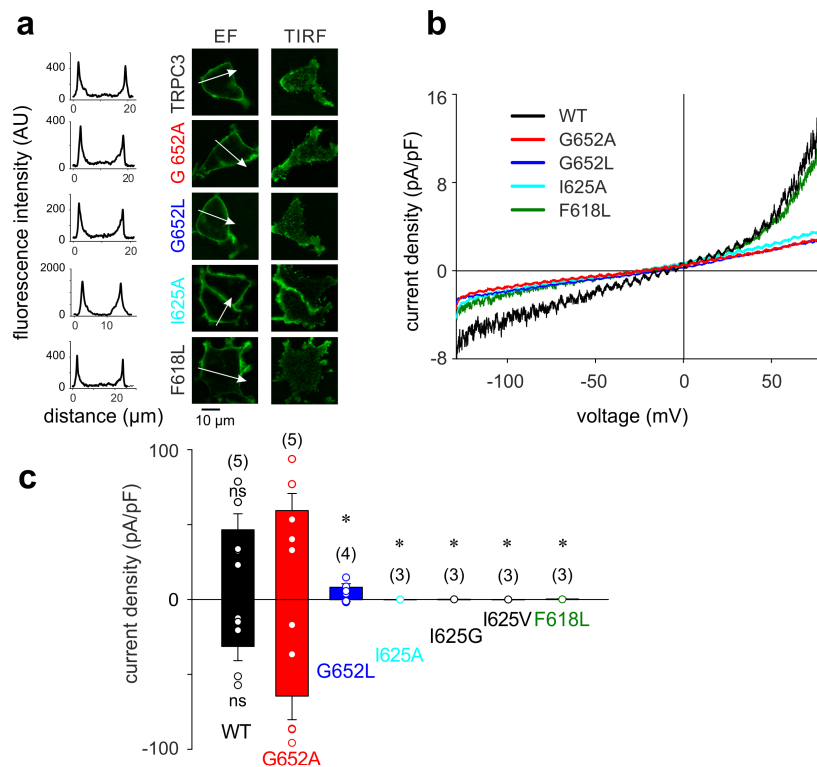 a
EF TIRF
fluorescence intensity (AU)
400
0
0 20
TRPC3
400
0
0 20
G 652A
400
200
0
0 20
G652L
2000
0
0 10
I625A
400
0
0 20
F618L
distance (µm)
10 µm
b
current density (pA/pF)
16
8
0
-8
-100 -50 0 50
voltage (mV)
WT
G652A
G652L
I625A
F618L
c
current density (pA/pF)
100
0
-100
(5) (5)
ns
* * * * *
(4) (3) (3) (3) (3)
ns
WT
G652A
G652L
I625A
I625G
I625V
F618L